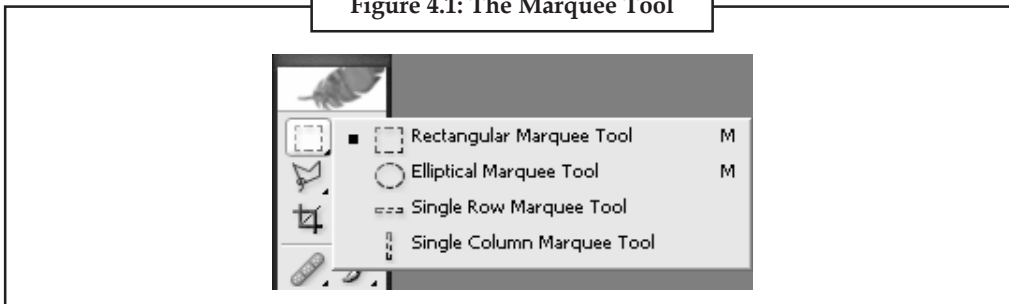 Figure 4.1: The Marquee Tool
Rectangular Marquee Tool M
Elliptical Marquee Tool M
Single Row Marquee Tool
Single Column Marquee Tool